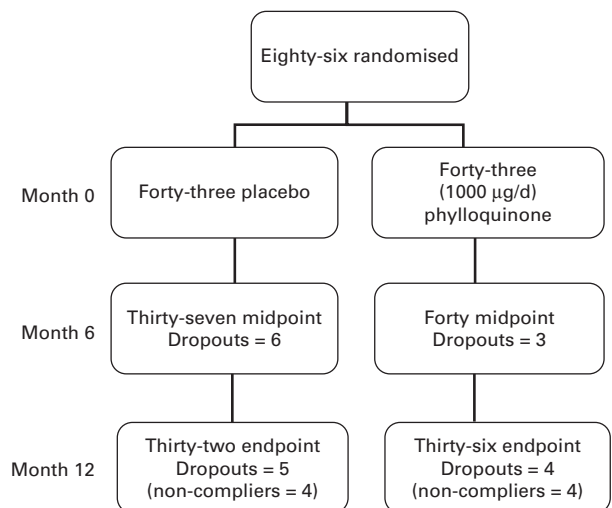 Eighty-six randomised
Month 0
Forty-three placebo
Forty-three
(1000 μg/d)
phylloquinone
Month 6
Thirty-seven midpoint
Dropouts = 6
Forty midpoint
Dropouts = 3
Month 12
Thirty-two endpoint
Dropouts = 5
(non-compliers = 4)
Thirty-six endpoint
Dropouts = 4
(non-compliers = 4)